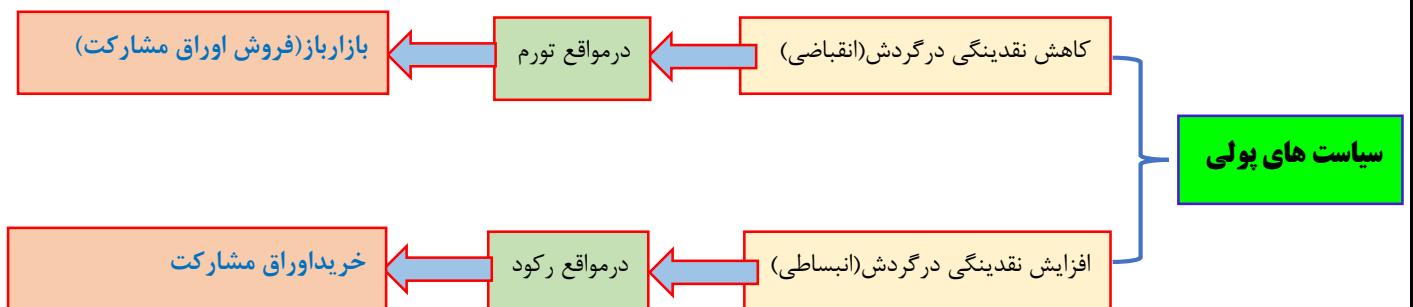 سیاست های پولی
کاهش نقدینگی درگردش(انقباضی)
درمواقع تورم
بازارباز(فروش اوراق مشارکت)
افزایش نقدینگی درگردش(انبساطی)
درمواقع رکود
خریداوراق مشارکت